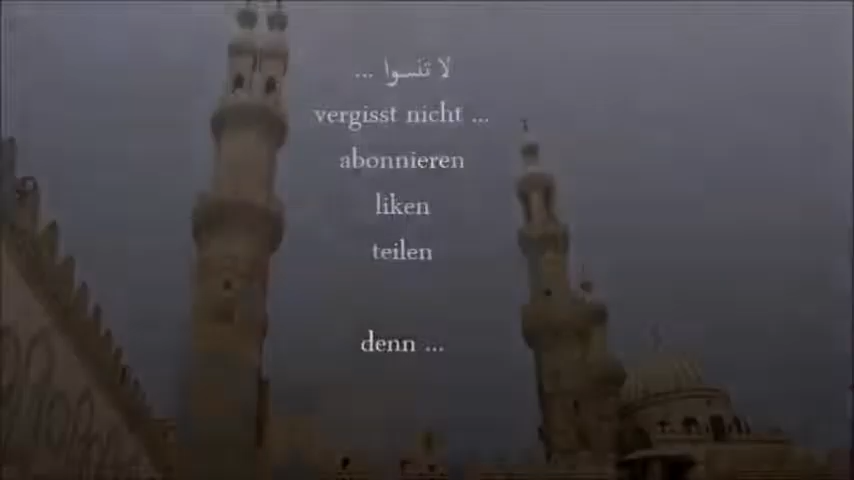 لا تنسوا ...
vergisst nicht ...
abonnieren
liken
teilen
denn ...